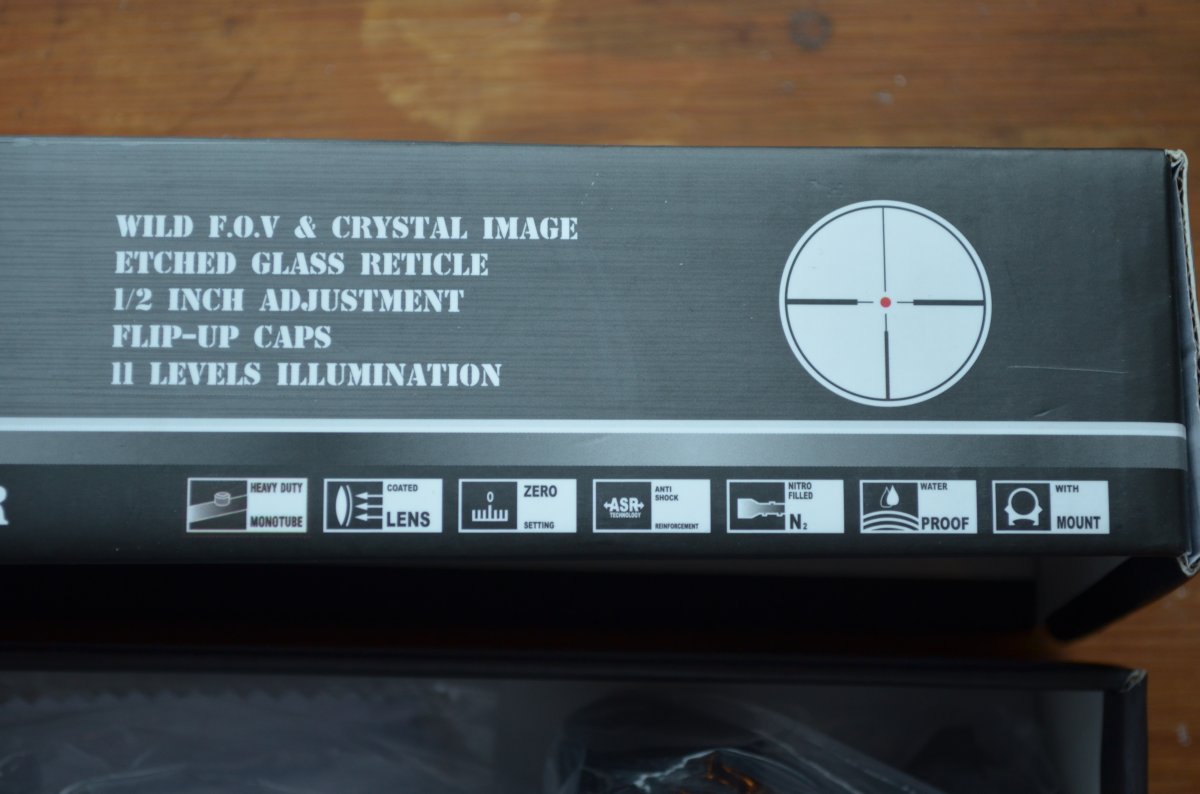 WILD F.O.V & CRYSTAL IMAGE
ETCHED GLASS RETICLE
1/2 INCH ADJUSTMENT
FLIP-UP CAPS
11 LEVELS ILLUMINATION
R
HEAVY DUTY
MONOTUBE
COATED
LENS
0
ZERO
SETTING
ASR
TECHNOLOGY
ANTI
SHOCK
REINFORCEMENT
NITRO
FILLED
N₂
WATER
PROOF
WITH
MOUNT